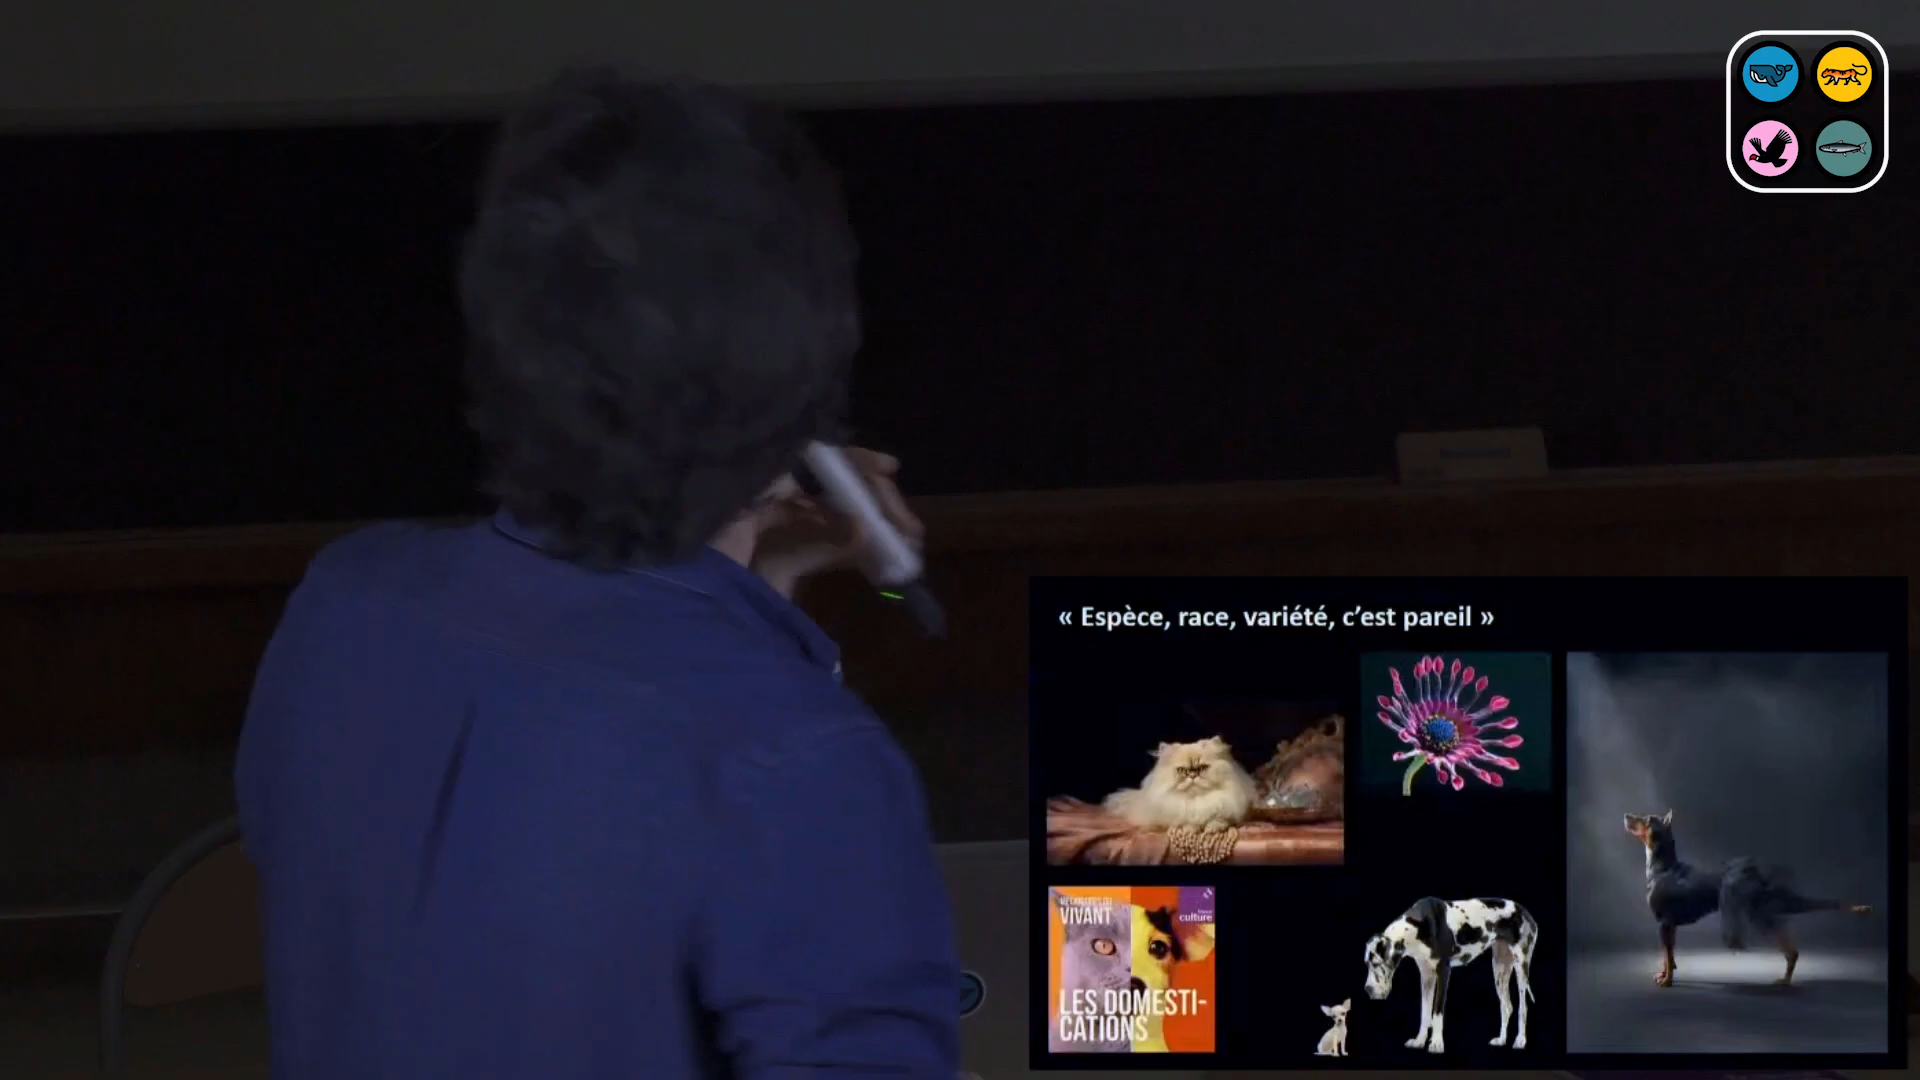 « Espèce, race, variété, c’est pareil »
VIVANT
culture
LES DOMESTI-
CATIONS